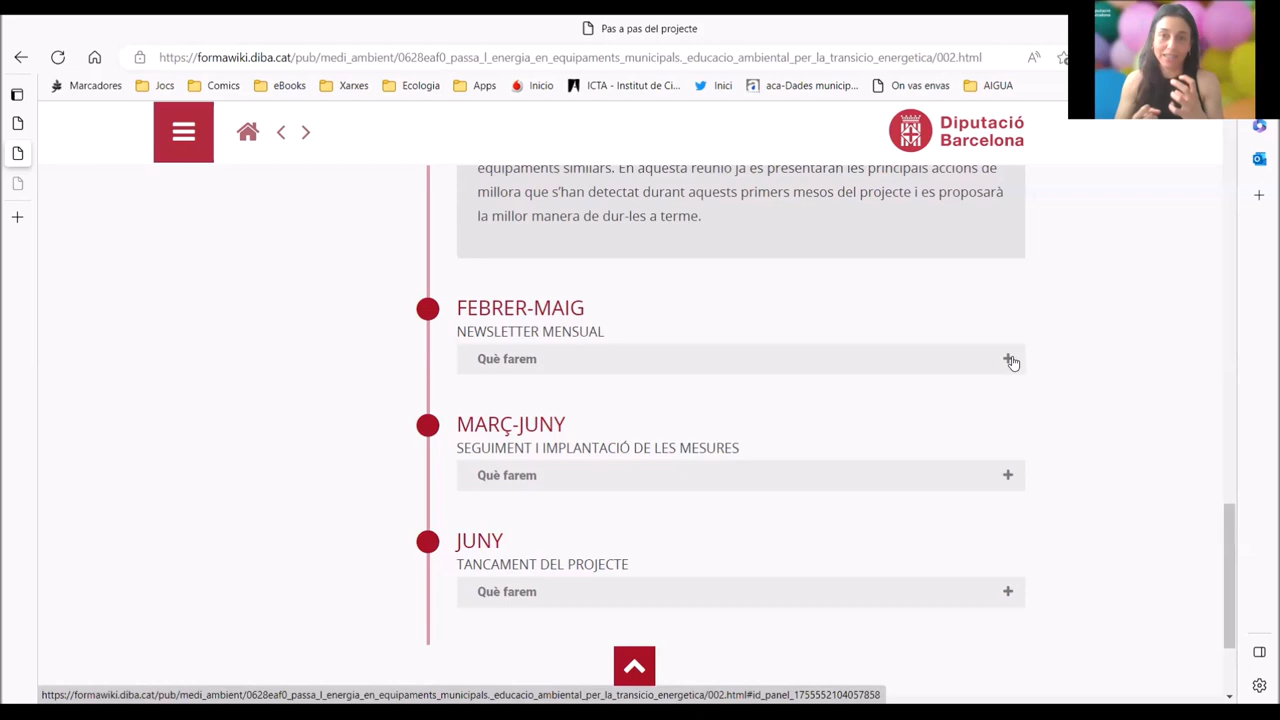 Pas a pas del projecte
https://formawiki.diba.cat/pub/medi_ambient/0628eaf0_passa_l_energia_en_equipaments_municipals._educacio_ambiental_per_la_transicio_energetica/002.html
Marcadores Jocs Comics eBooks Xarxes Ecologia Apps Inicio ICTA - Institut de Ci... Inici aca-Dades municip... On vas envas AIGUA
Diputació
Barcelona
Diputació
Barcelona
equipaments similars. En aquesta reunió ja es presentaran les principals accions de
millora que s'han detectat durant aquests primers mesos del projecte i es proposarà
la millor manera de dur-les a terme.
FEBRER-MAIG
NEWSLETTER MENSUAL
Què farem
MARÇ-JUNY
SEGUIMENT I IMPLANTACIÓ DE LES MESURES
Què farem
JUNY
TANCAMENT DEL PROJECTE
Què farem
https://formawiki.diba.cat/pub/medi_ambient/0628eaf0_passa_l_energia_en_equipaments_municipals._educacio_ambiental_per_la_transicio_energetica/002.html#id_panel_1755552104057858